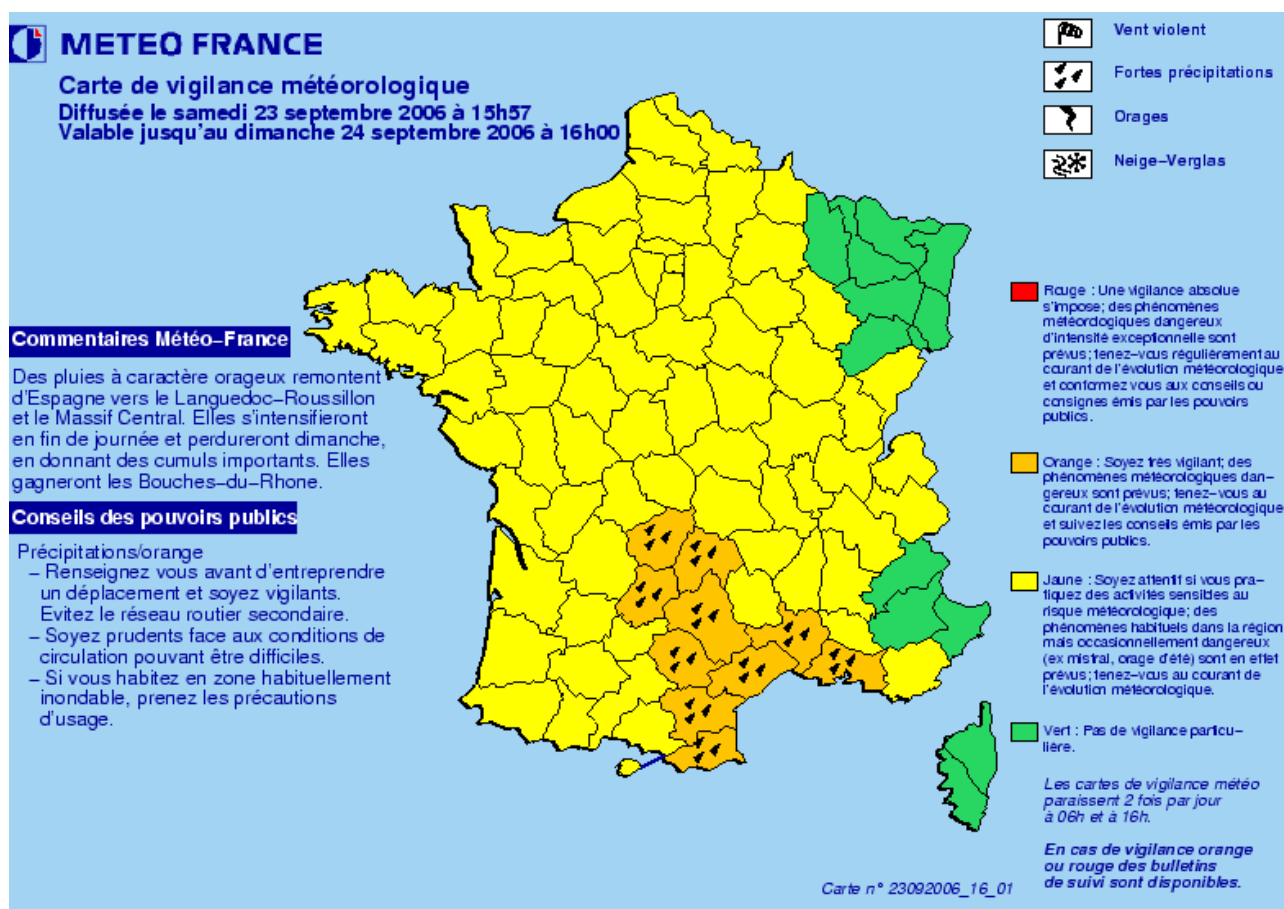 METEO FRANCE
Carte de vigilance météorologique
Diffusée le samedi 23 septembre 2006 à 15h57
Valable jusqu'au dimanche 24 septembre 2006 à 16h00
Commentaires Météo-France
Des pluies à caractère orageux remontent
d'Espagne vers le Languedoc-Roussillon
et le Massif Central. Elles s'intensifieront
en fin de journée et perdureront dimanche,
en donnant des cumuls importants. Elles
gagneront les Bouches-du-Rhone.
Conseils des pouvoirs publics
Précipitations/orange
- Renseignez vous avant d'entreprendre
un déplacement et soyez vigilants.
Evitez le réseau routier secondaire.
- Soyez prudents face aux conditions de
circulation pouvant être difficiles.
- Si vous habitez en zone habituellement
inondable, prenez les précautions
d'usage.
Vent violent
Fortes précipitations
Orages
Neige-Verglas
Rouge : Une vigilance absolue
s'impose; des phénomènes
météorologiques dangereux
d'intensité exceptionnelle sont
prévus; tenez-vous régulièrement au
courant de l'évolution météorologique
et conformez vous aux conseils ou
consignes émis par les pouvoirs
publics.
Orange : Soyez très vigilant; des
phénomènes météorologiques dan-
gereux sont prévus; tenez-vous au
courant de l'évolution météorologique
et suivez les conseils émis par les
pouvoirs publics.
Jaune : Soyez attentif si vous pra-
tiquez des activités sensibles au
risque météorologique; des
phénomènes habituels dans la région
mais occasionnellement dangereux
(ex mistral, orage d'été) sont en effet
prévus; tenez-vous au courant de
l'évolution météorologique.
Vert : Pas de vigilance particu-
lière.
Les cartes de vigilance météo
paraissent 2 fois par jour
à 06h et à 16h.
En cas de vigilance orange
ou rouge des bulletins
de suivi sont disponibles.
Carte n° 23092006_16_01